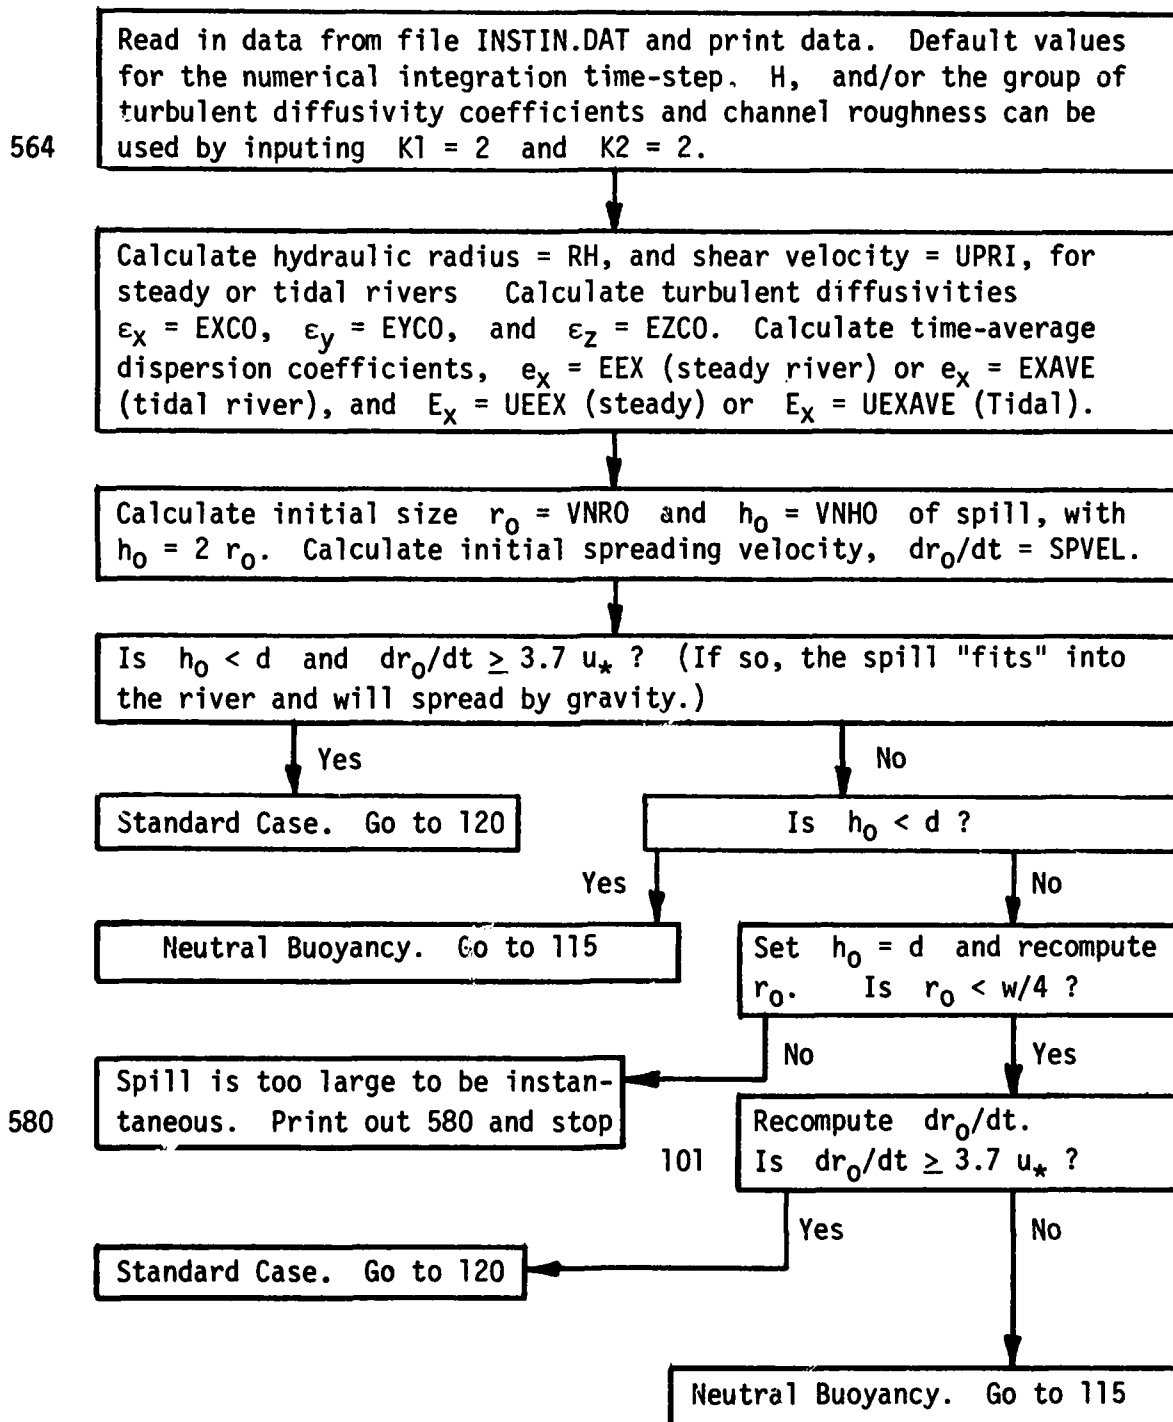 Read in data from file INSTIN.DAT and print data. Default values
for the numerical integration time-step. H, and/or the group of
turbulent diffusivity coefficients and channel roughness can be
564 used by inputing K1 = 2 and K2 = 2.
Calculate hydraulic radius = RH, and shear velocity = UPRI, for
steady or tidal rivers Calculate turbulent diffusivities
εx = EXCO, εy = EYCO, and εz = EZCO. Calculate time-average
dispersion coefficients, ex = EEX (steady river) or ex = EXAVE
(tidal river), and Ex = UEEX (steady) or Ex = UEXAVE (Tidal).
Calculate initial size ro = VNRO and ho = VNHO of spill, with
ho = 2 ro. Calculate initial spreading velocity, dro/dt = SPVEL.
Is ho < d and dro/dt ≥ 3.7 u* ? (If so, the spill "fits" into
the river and will spread by gravity.)
Yes
No
Standard Case. Go to 120
Is ho < d ?
Yes
No
Neutral Buoyancy. Go to 115
Set ho = d and recompute
ro. Is ro < w/4 ?
No
Yes
Spill is too large to be instan-
580 taneous. Print out 580 and stop
Recompute dro/dt.
101 Is dro/dt ≥ 3.7 u* ?
Yes
No
Standard Case. Go to 120
Neutral Buoyancy. Go to 115